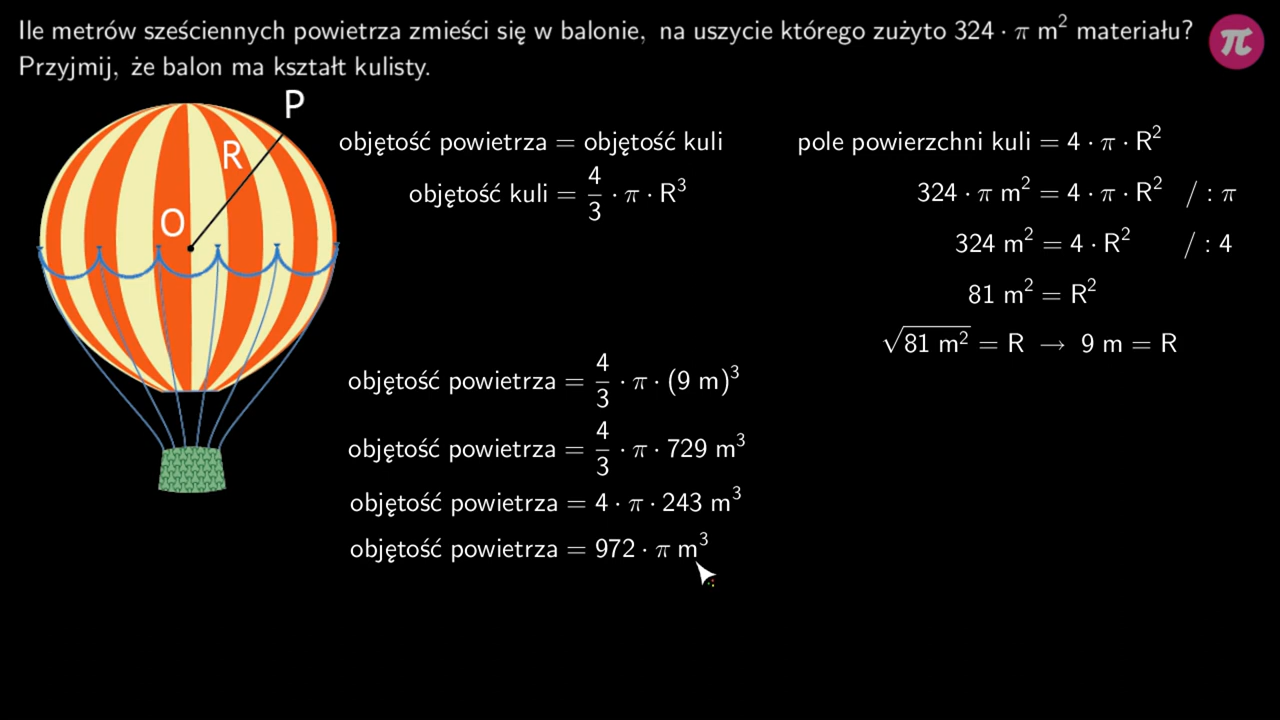 Ile metrów sześciennych powietrza zmieści się w balonie, na uszycie którego zużyto 324 · π m² materiału?
Przyjmij, że balon ma kształt kulisty.
π
P
R
O
objętość powietrza = objętość kuli
objętość kuli = 4/3 · π · R³
pole powierzchni kuli = 4 · π · R²
324 · π m² = 4 · π · R² / : π
324 m² = 4 · R² / : 4
81 m² = R²
√81 m² = R → 9 m = R
objętość powietrza = 4/3 · π · (9 m)³
objętość powietrza = 4/3 · π · 729 m³
objętość powietrza = 4 · π · 243 m³
objętość powietrza = 972 · π m³